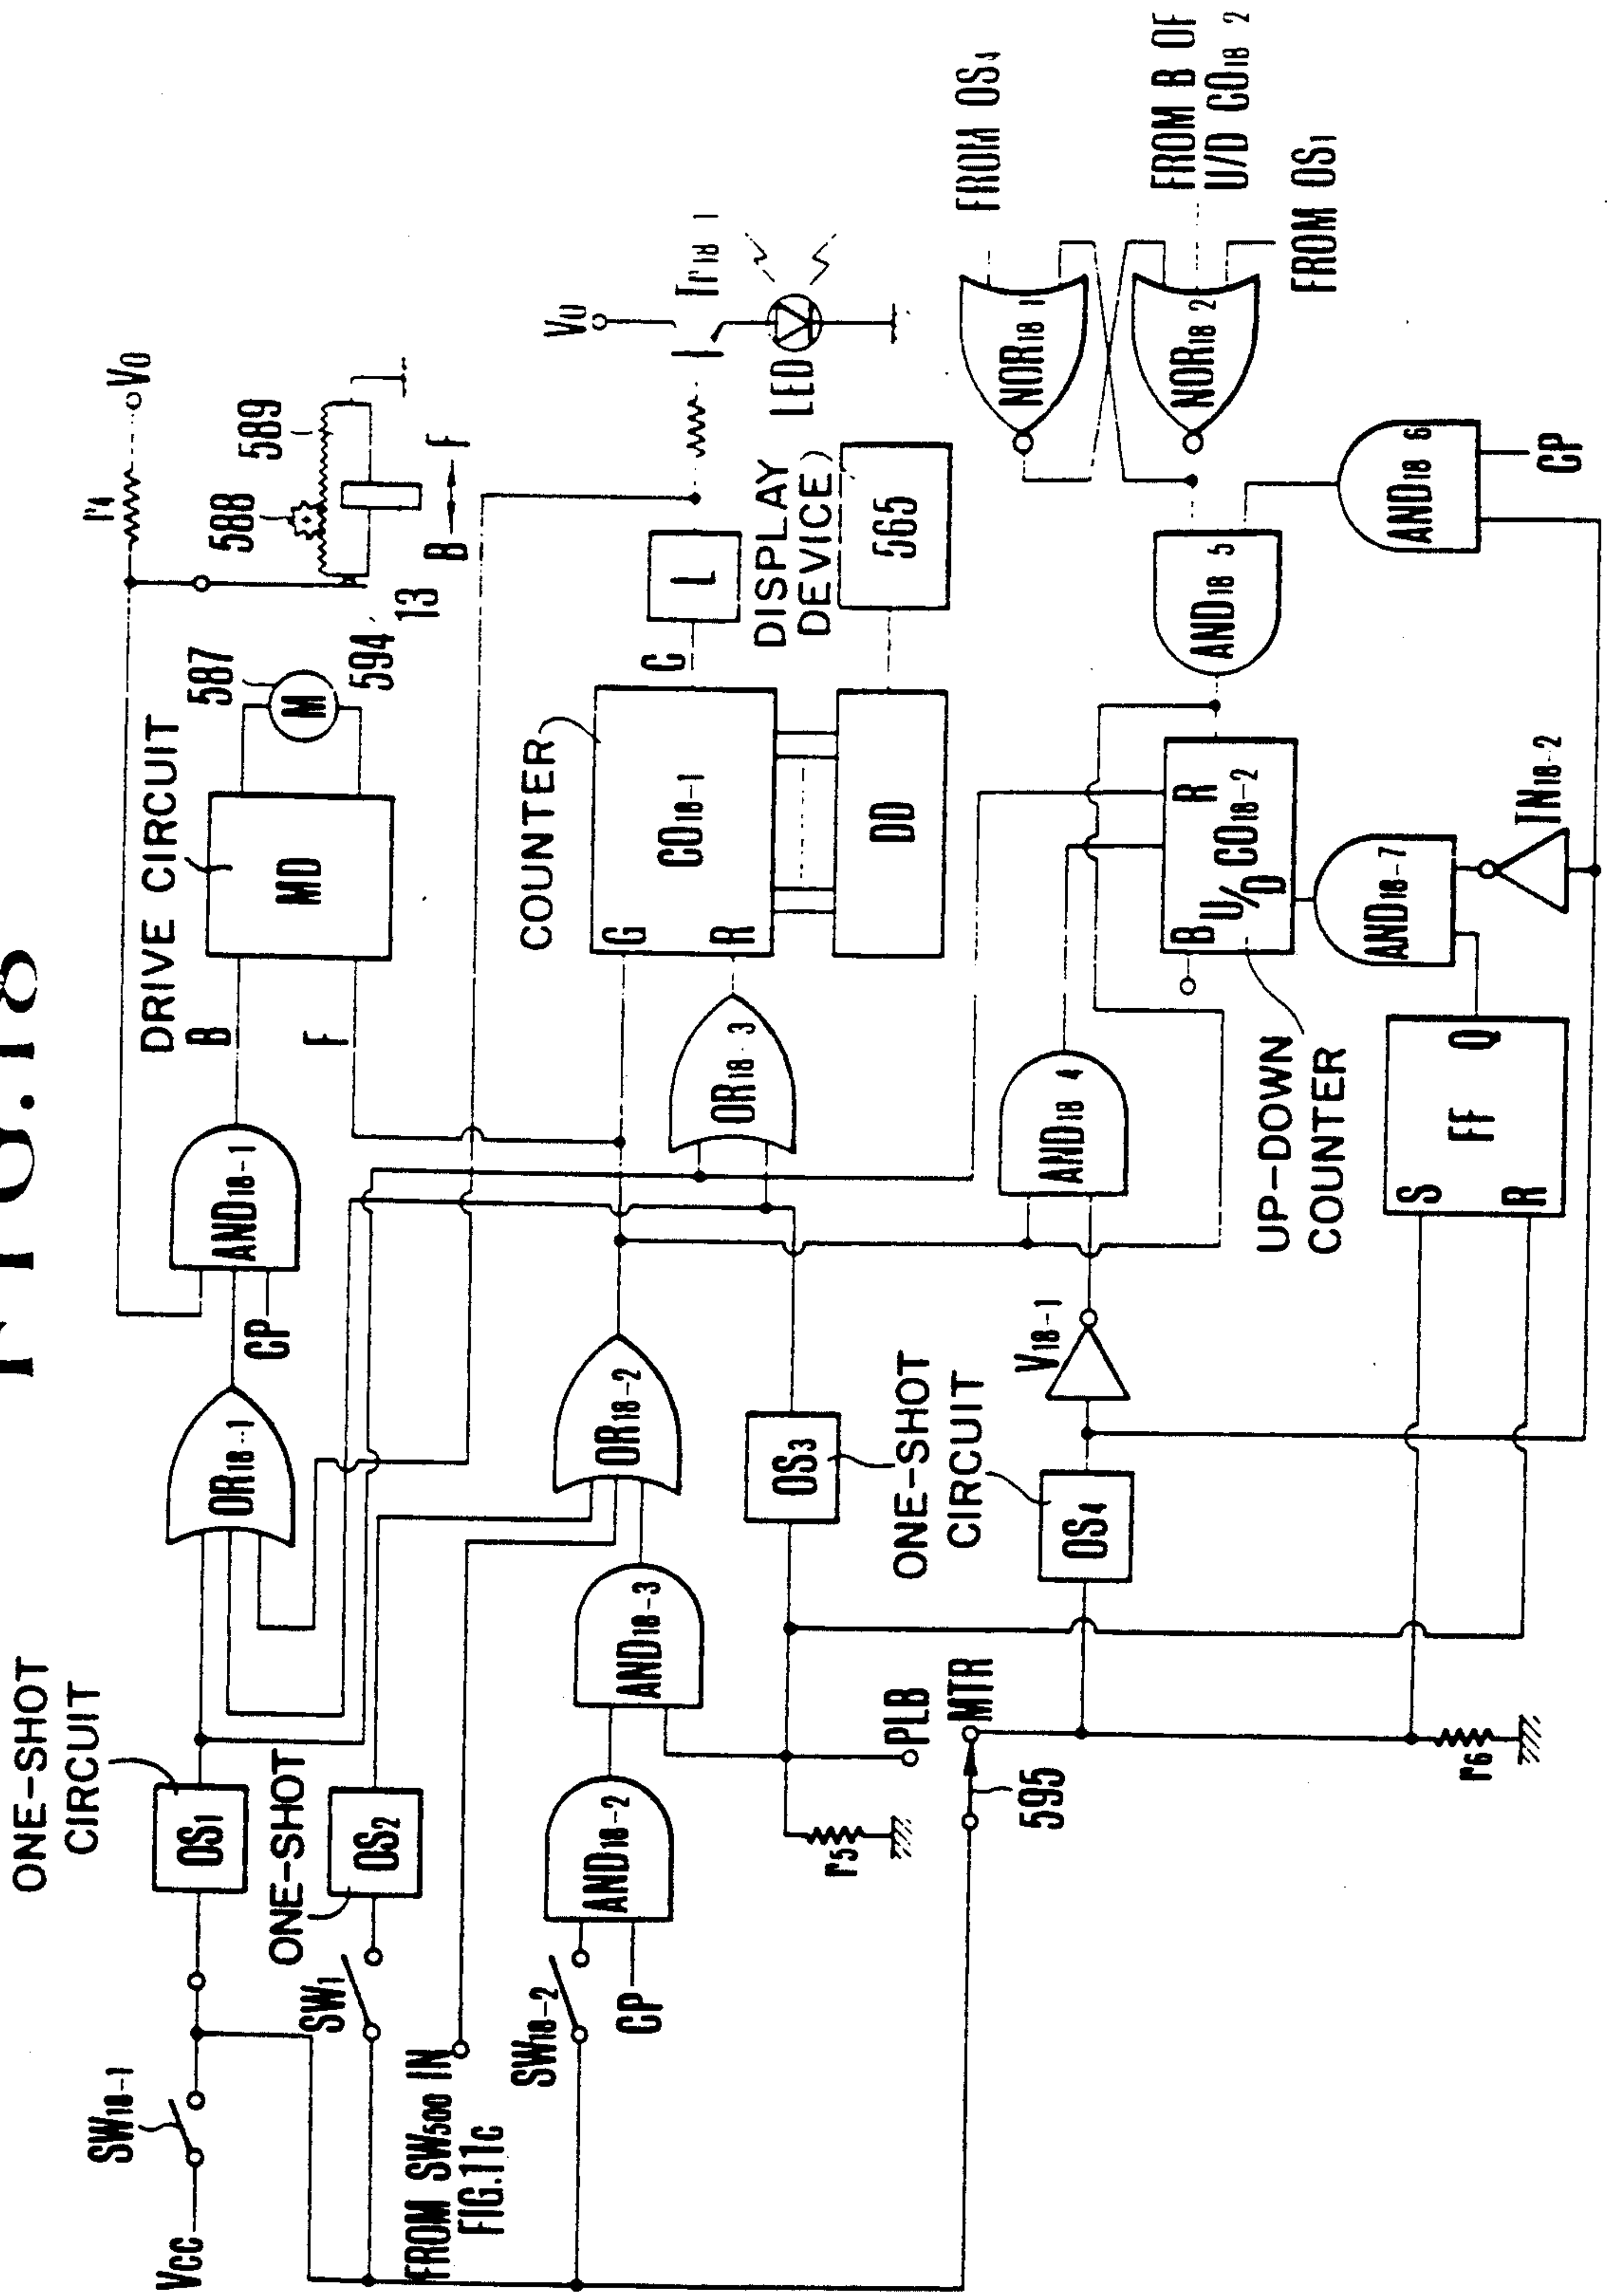 FIG.18
ONE-SHOT
CIRCUIT
DRIVE CIRCUIT
SW18-1
VCC
OS1
OR18-1
CP
AND18-1
B
F
MD
587
M
594
r4
V0
588
589
B F
13
ONE-SHOT
SW1
OS2
FROM SW500 IN
FIG.11c
SW18-2
CP
AND18-2
AND18-3
OR18-2
COUNTER
G
R
CO18-1
C
L
V0
Tr18 1
LED
OR18 3
DD
DISPLAY
DEVICE)
565
OS3
ONE-SHOT
CIRCUIT
r5
PLB
MTR
595
OS4
V18-1
AND18 4
B
U/D
CO18-2
R
UP-DOWN
COUNTER
AND18 5
NOR18 1
NOR18 2
FROM OS4
FROM B OF
U/D CO18 2
FROM OS1
AND18 6
CP
r6
S
R
FF
Q
AND18-7
IN18-2